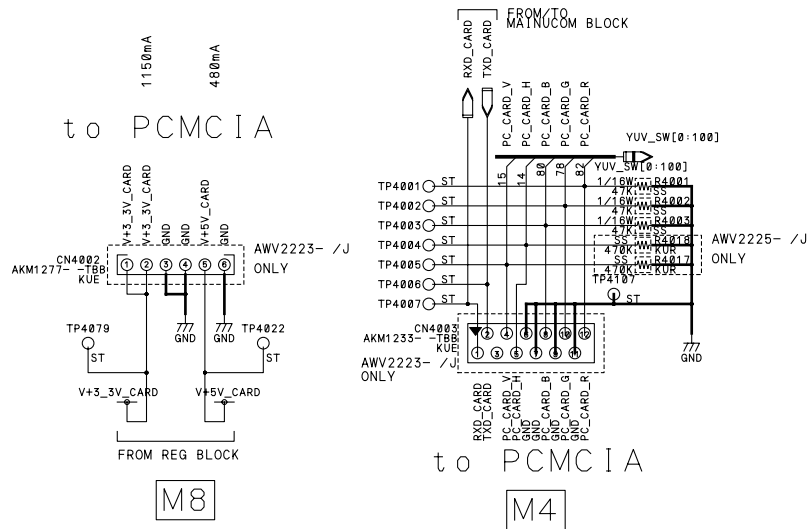 1150mA
480mA
to PCMCIA
V+3_3V_CARD
V+3_3V_CARD
GND
GND
V+5V_CARD
GND
CN4002
AKM1277- -TBB
KUE
1 2 3 4 5 6
AWV2223- /J
ONLY
GND
GND
TP4079
ST
TP4022
ST
V+3_3V_CARD
V+5V_CARD
FROM REG BLOCK
M8
FROM/TO
MAINUCOM BLOCK
RXD_CARD
TXD_CARD
PC_CARD_V
PC_CARD_H
PC_CARD_B
PC_CARD_G
PC_CARD_R
YUV_SW[0:100]
YUV_SW[0:100]
15
14
80
78
82
TP4001 ST
TP4002 ST
TP4003 ST
TP4004 ST
TP4005 ST
TP4006 ST
TP4007 ST
1/16W R4001
47K SS
1/16W R4002
47K SS
1/16W R4003
47K SS
SS R4016
470K KUR
SS R4017
470K KUR
AWV2225- /J
ONLY
TP4107
ST
GND
CN4003
AKM1233- -TBB
KUE
2 4 6 8 10 12
1 3 5 7 9 11
AWV2223- /J
ONLY
RXD_CARD
TXD_CARD
PC_CARD_V
PC_CARD_H
GND
GND
PC_CARD_B
GND
PC_CARD_G
GND
PC_CARD_R
to PCMCIA
M4